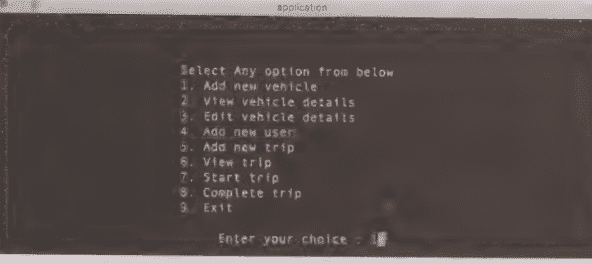 application
Select Any option from below
1. Add new vehicle
2. View vehicle details
3. Edit vehicle details
4. Add new user
5. Add new trip
6. View trip
7. Start trip
8. Complete trip
9. Exit
Enter your choice : 1